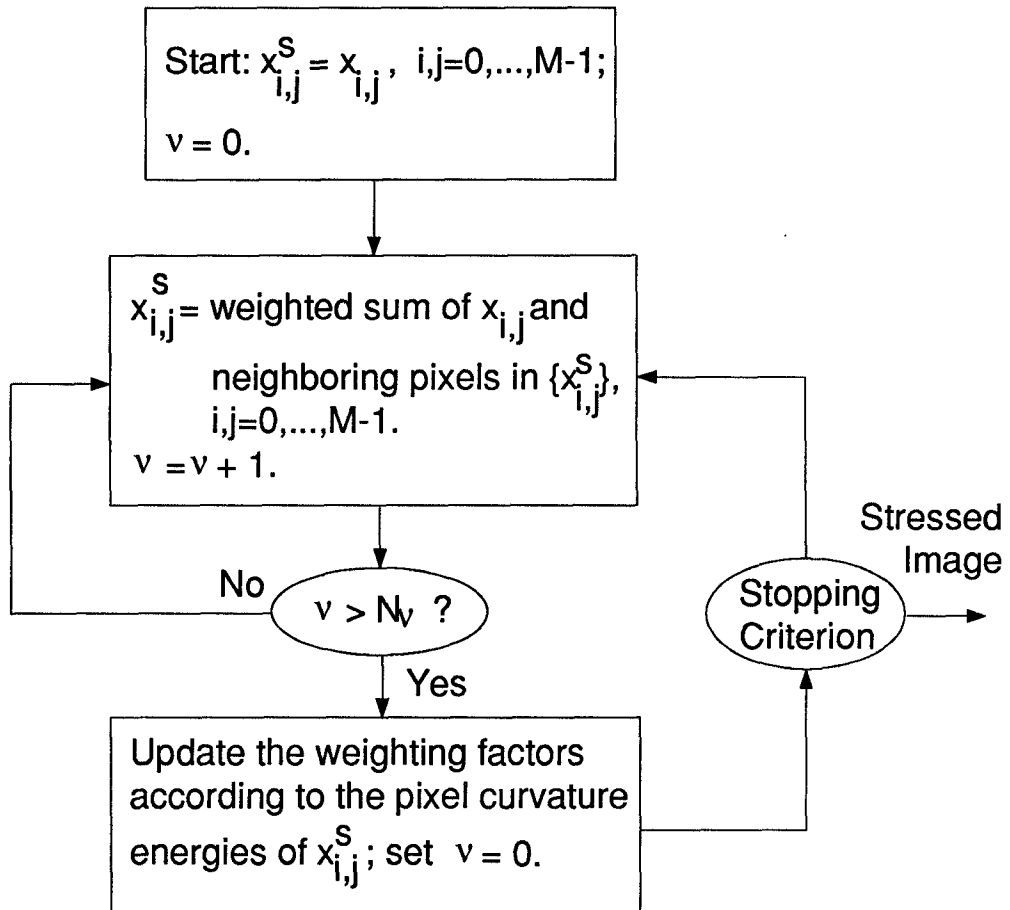 Start: x^s_{i,j} = x_{i,j}, i,j=0,...,M-1;
ν = 0.
x^s_{i,j} = weighted sum of x_{i,j} and
neighboring pixels in {x^s_{i,j}},
i,j=0,...,M-1.
ν = ν + 1.
No
ν > N_ν ?
Yes
Update the weighting factors
according to the pixel curvature
energies of x^s_{i,j}; set ν = 0.
Stopping
Criterion
Stressed
Image